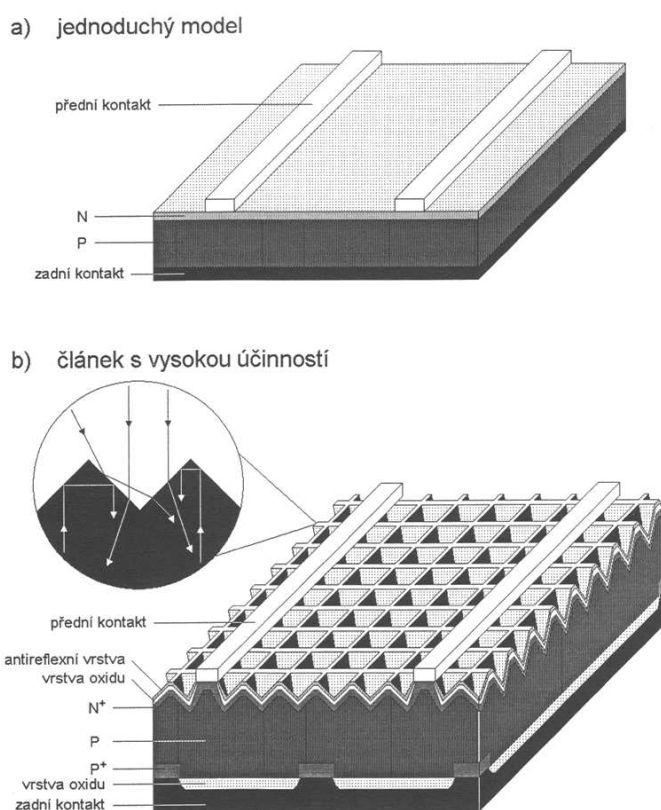 a) jednoduchý model
přední kontakt
N
P
zadní kontakt
b) článek s vysokou účinností
přední kontakt
antireflexní vrstva
vrstva oxidu
N⁺
P
P⁺
vrstva oxidu
zadní kontakt